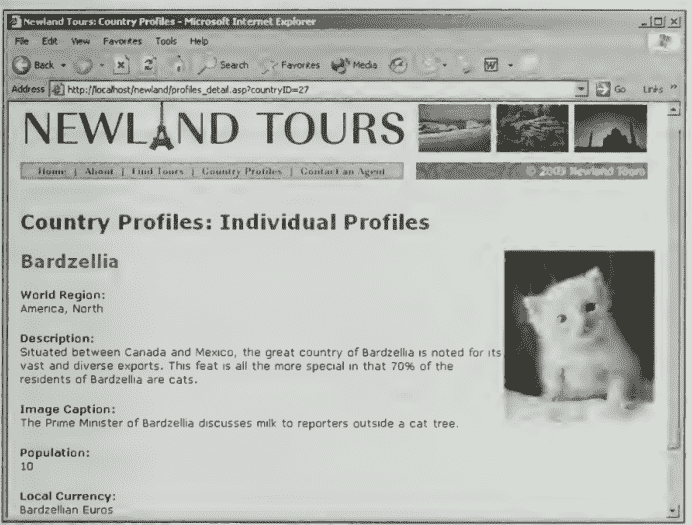 Newland Tours: Country Profiles - Microsoft Internet Explorer
File Edit View Favorites Tools Help
Back Search Favorites Media W
Address http://localhost/newland/profiles_detail.asp?countryID=27 Go Links »
NEWLAND TOURS
Home | About | Find Tours | Country Profiles | Contact an Agent
© 2003 Newland Tours
Country Profiles: Individual Profiles
Bardzellia
World Region:
America, North
Description:
Situated between Canada and Mexico, the great country of Bardzellia is noted for its
vast and diverse exports. This feat is all the more special in that 70% of the
residents of Bardzellia are cats.
Image Caption:
The Prime Minister of Bardzellia discusses milk to reporters outside a cat tree.
Population:
10
Local Currency:
Bardzellian Euros